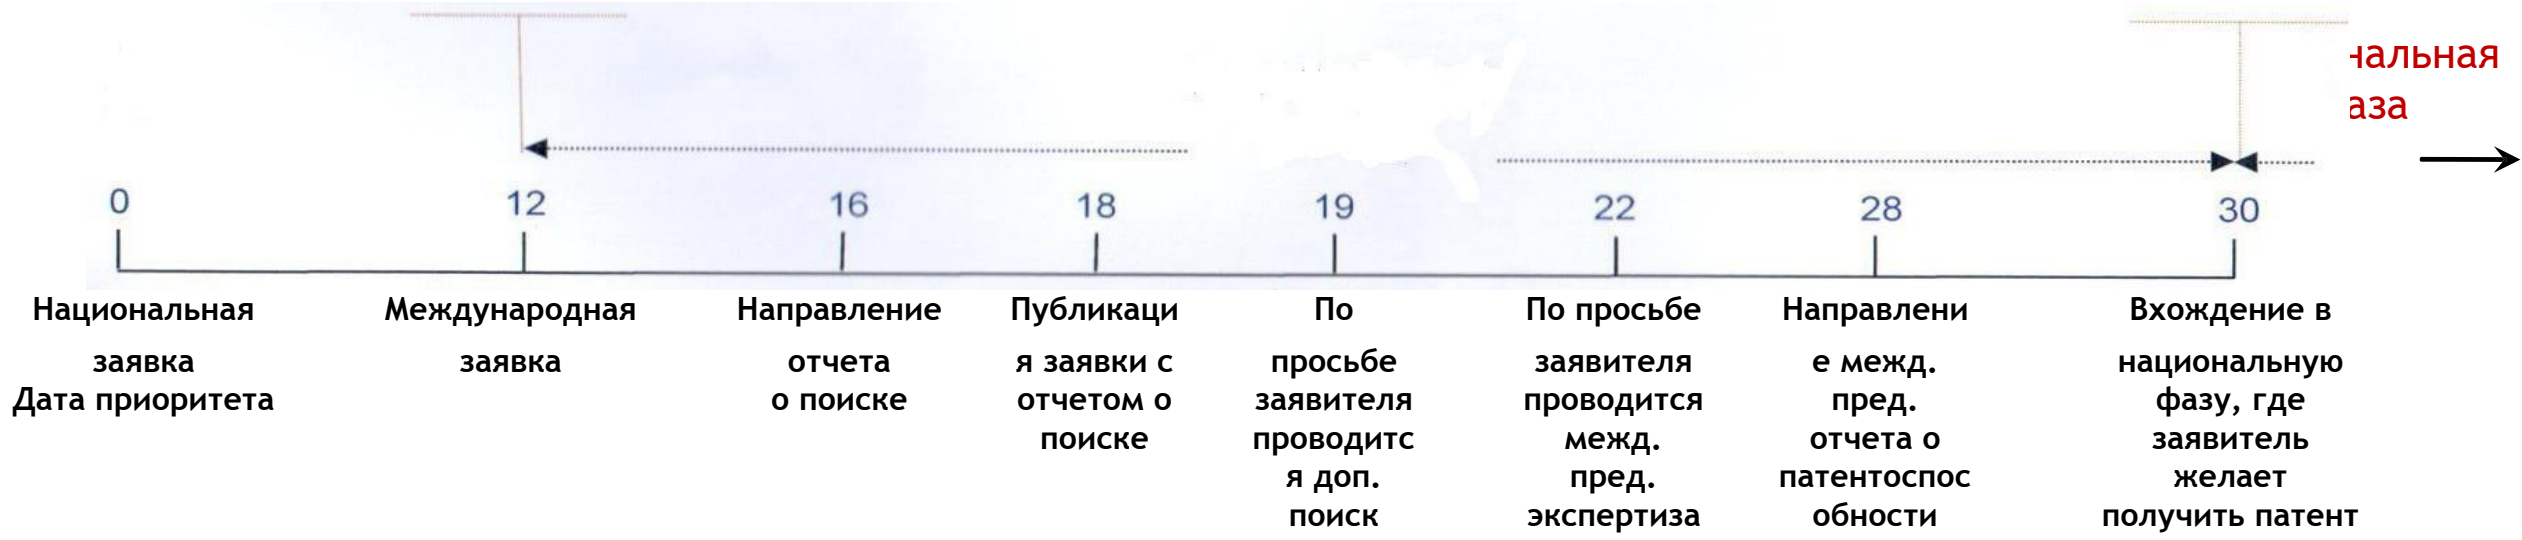 нальная
аза
0
12
16
18
19
22
28
30
Национальная
заявка
Дата приоритета
Международная
заявка
Направление
отчета
о поиске
Публикаци
я заявки с
отчетом о
поиске
По
просьбе
заявителя
проводитс
я доп.
поиск
По просьбе
заявителя
проводится
межд.
пред.
экспертиза
Направлени
е межд.
пред.
отчета о
патентоспос
обности
Вхождение в
национальную
фазу, где
заявитель
желает
получить патент